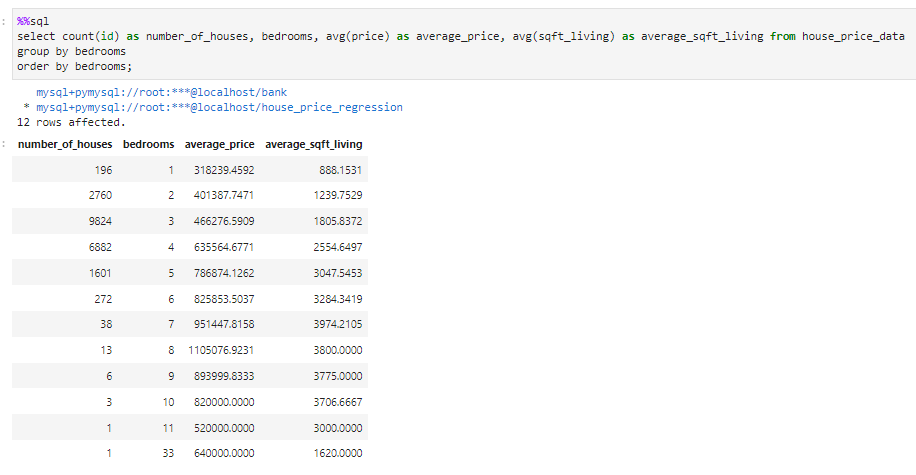 %%sql
select count(id) as number_of_houses, bedrooms, avg(price) as average_price, avg(sqft_living) as average_sqft_living from house_price_data
group by bedrooms
order by bedrooms;
mysql+pymysql://root:***@localhost/bank
* mysql+pymysql://root:***@localhost/house_price_regression
12 rows affected.
number_of_houses bedrooms average_price average_sqft_living
196 1 318239.4592 888.1531
2760 2 401387.7471 1239.7529
9824 3 466276.5909 1805.8372
6882 4 635564.6771 2554.6497
1601 5 786874.1262 3047.5453
272 6 825853.5037 3284.3419
38 7 951447.8158 3974.2105
13 8 1105076.9231 3800.0000
6 9 893999.8333 3775.0000
3 10 820000.0000 3706.6667
1 11 520000.0000 3000.0000
1 33 640000.0000 1620.0000